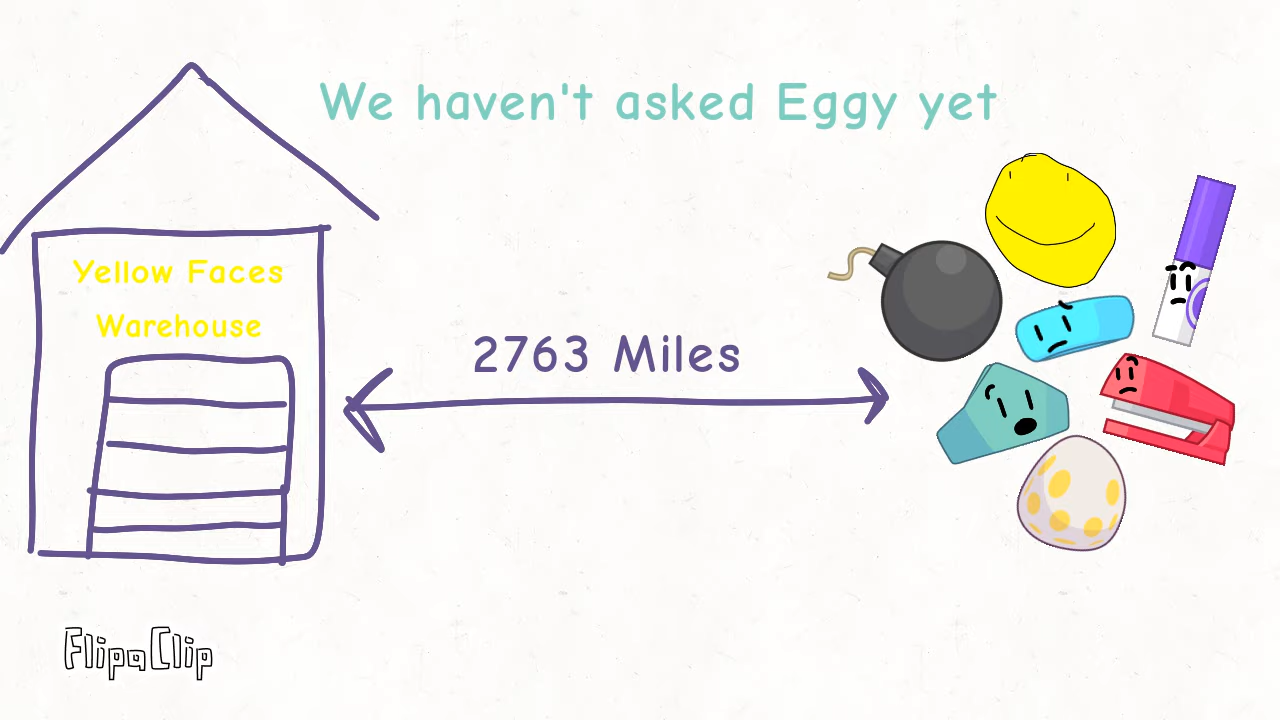 We haven't asked Eggy yet
Yellow Faces
Warehouse
2763 Miles
FlipaClip